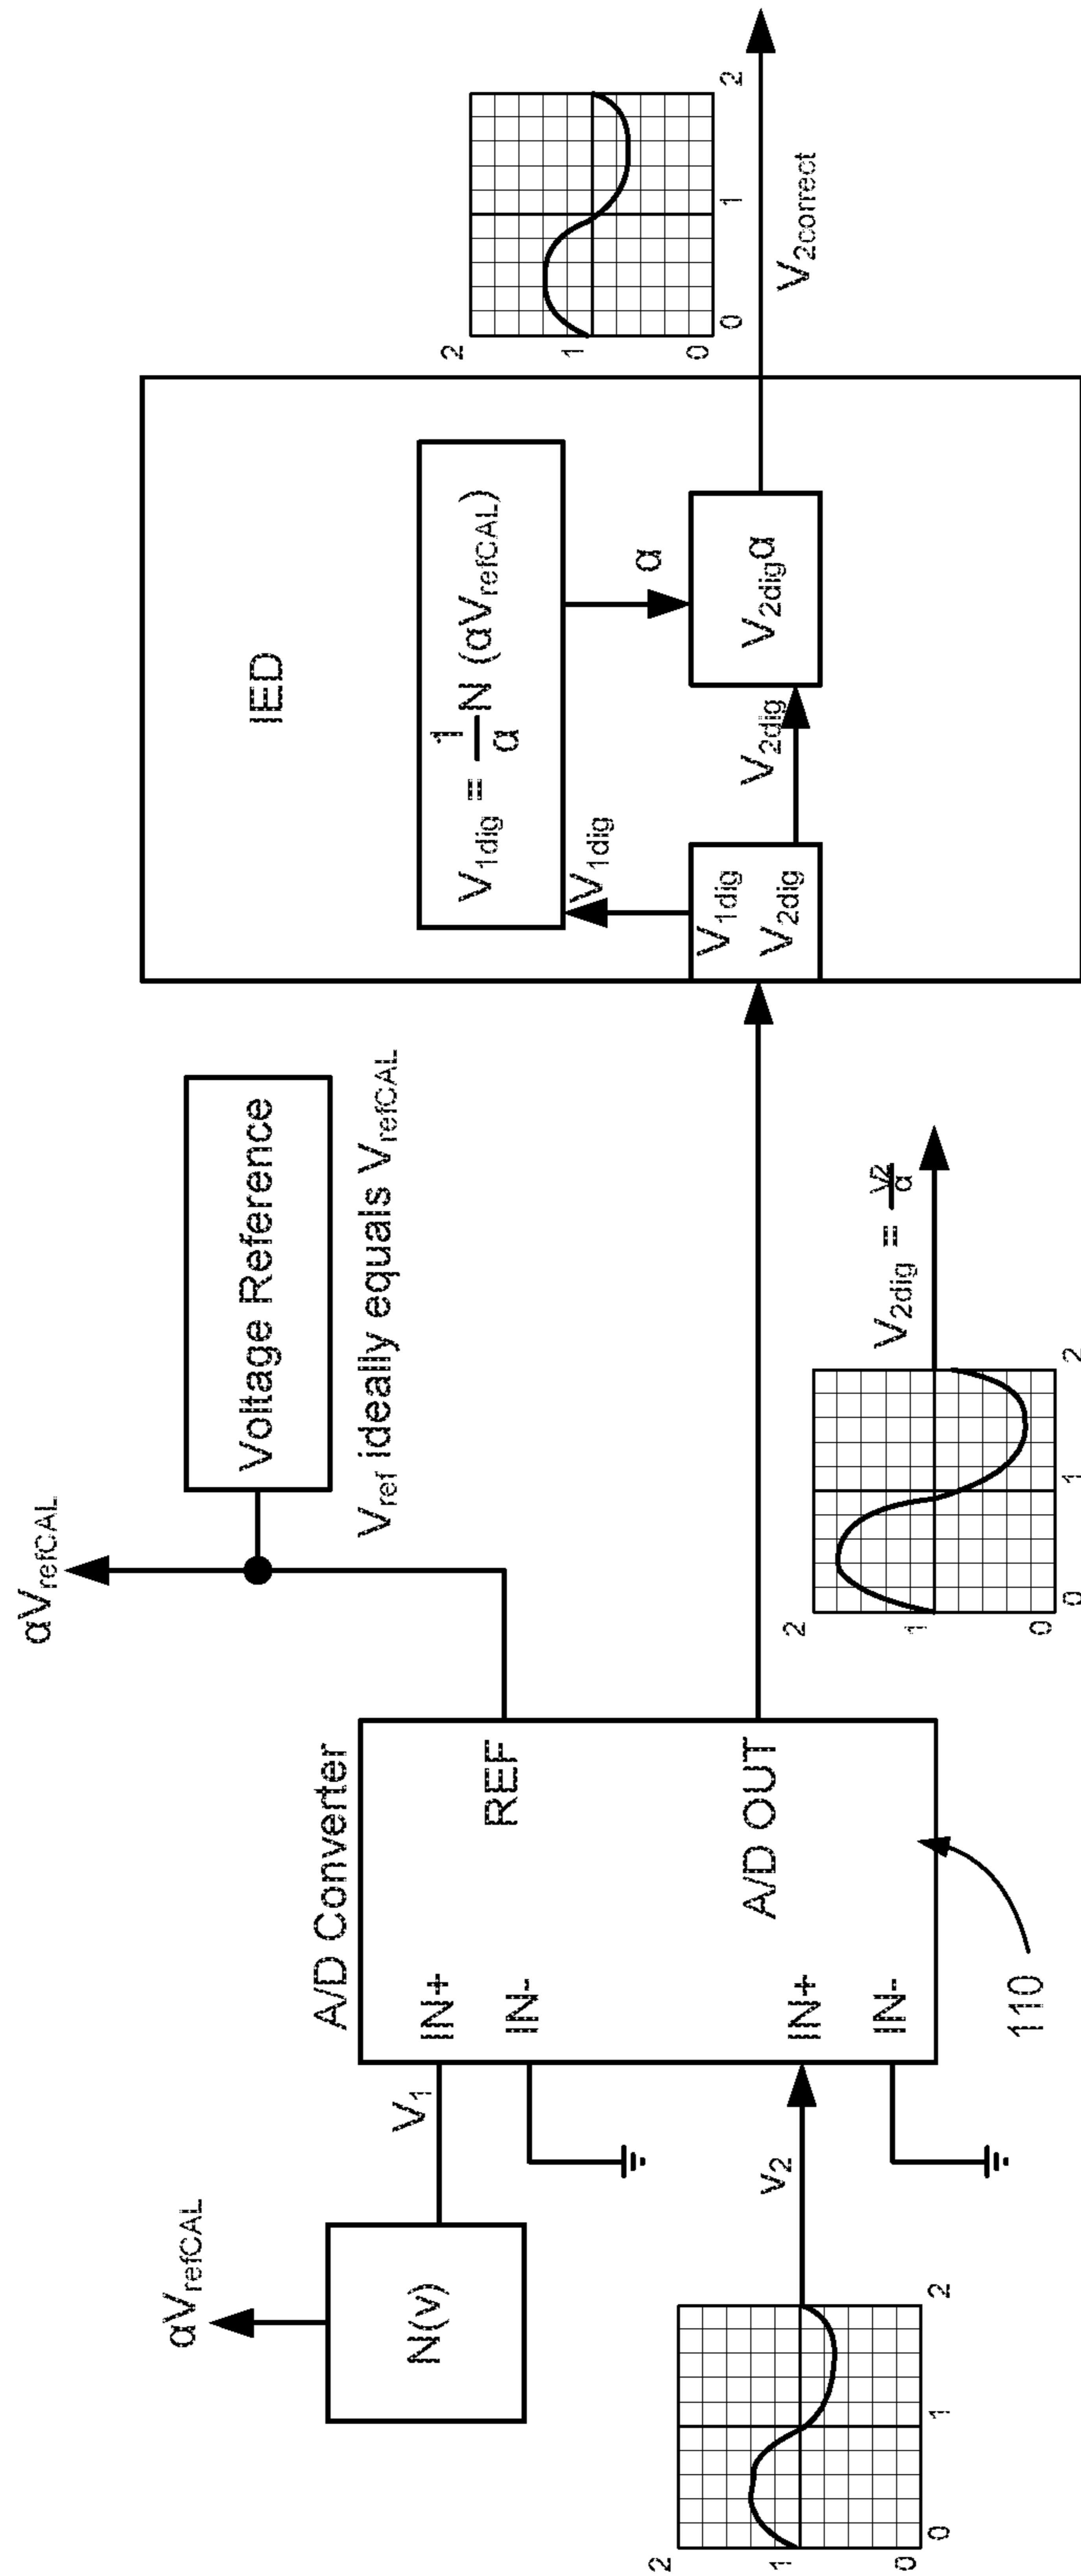 αV_refCAL
N(v)
V_1
2
1
0
0
1
2
v_2
A/D Converter
IN+
IN-
REF
IN+
IN-
A/D OUT
110
αV_refCAL
Voltage Reference
V_ref ideally equals V_refCAL
2
1
0
0
1
2
V_2dig = v2/α
IED
V_1dig = 1/α N (αV_refCAL)
V_1dig
α
V_1dig
V_2dig
V_2dig
V_2digα
2
1
0
0
1
2
V_2correct